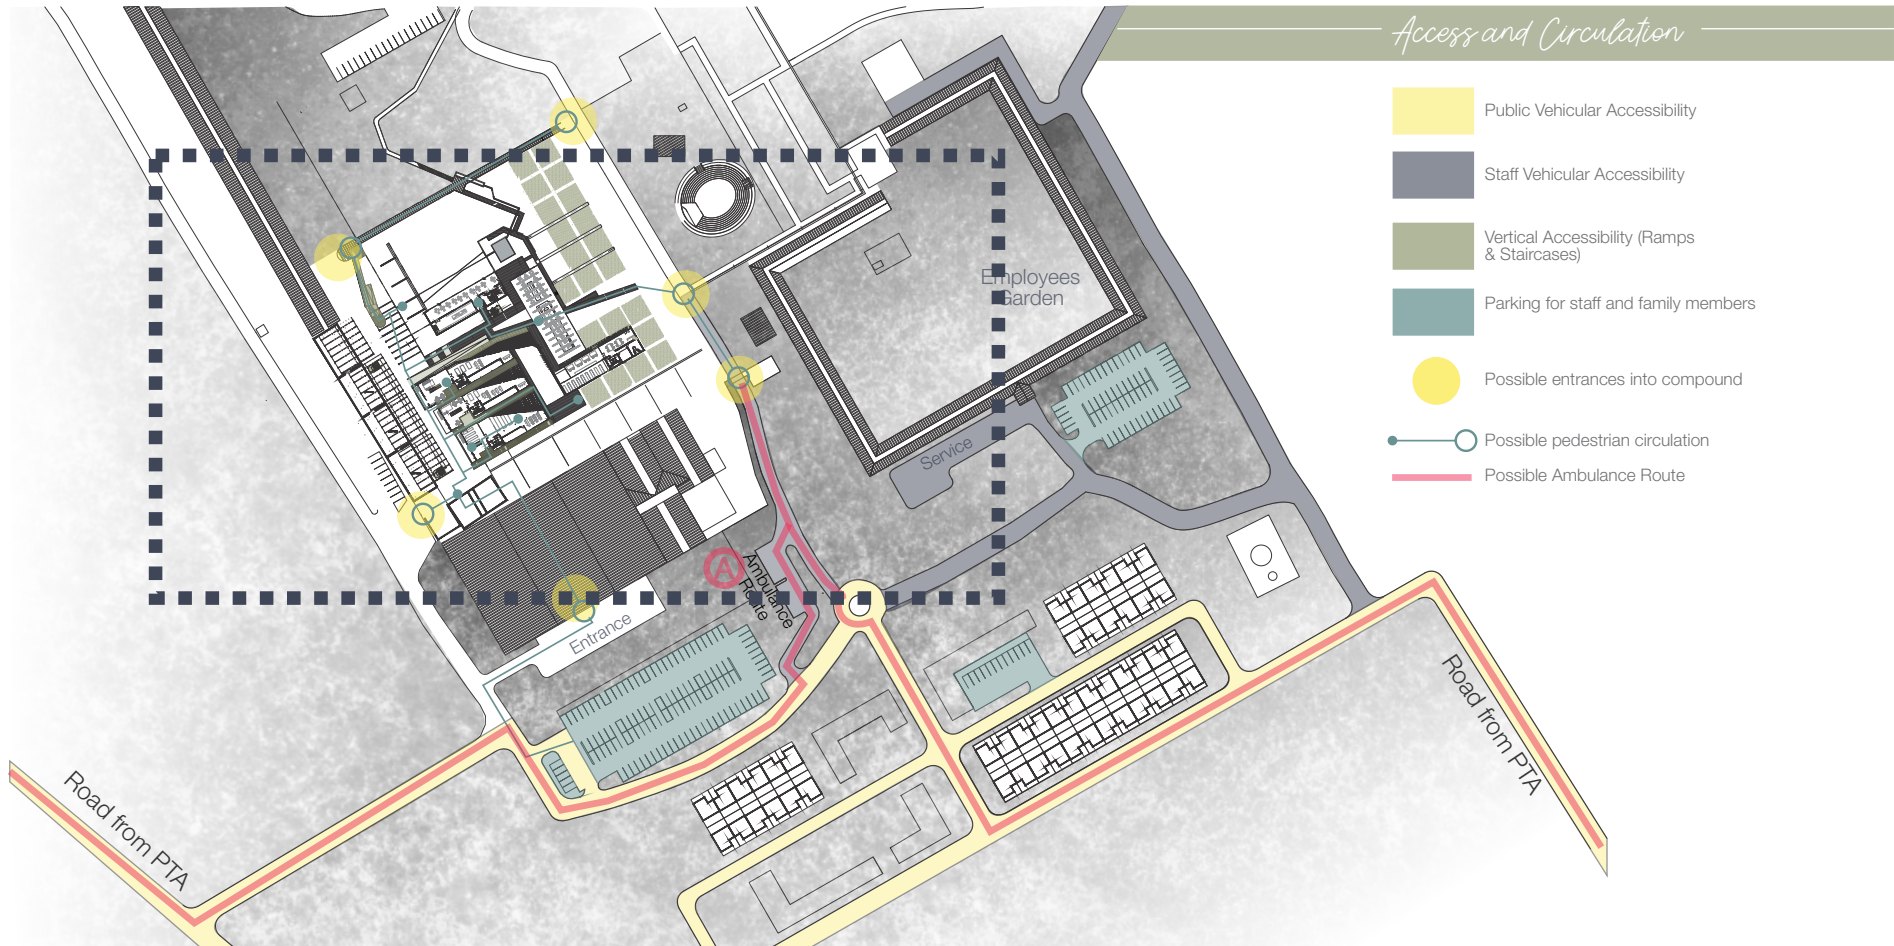 Access and Circulation
Public Vehicular Accessibility
Staff Vehicular Accessibility
Vertical Accessibility (Ramps
& Staircases)
Parking for staff and family members
Possible entrances into compound
Possible pedestrian circulation
Possible Ambulance Route
Employees
Garden
Service
A
Ambulance
Route
Entrance
Road from PTA
Road from PTA